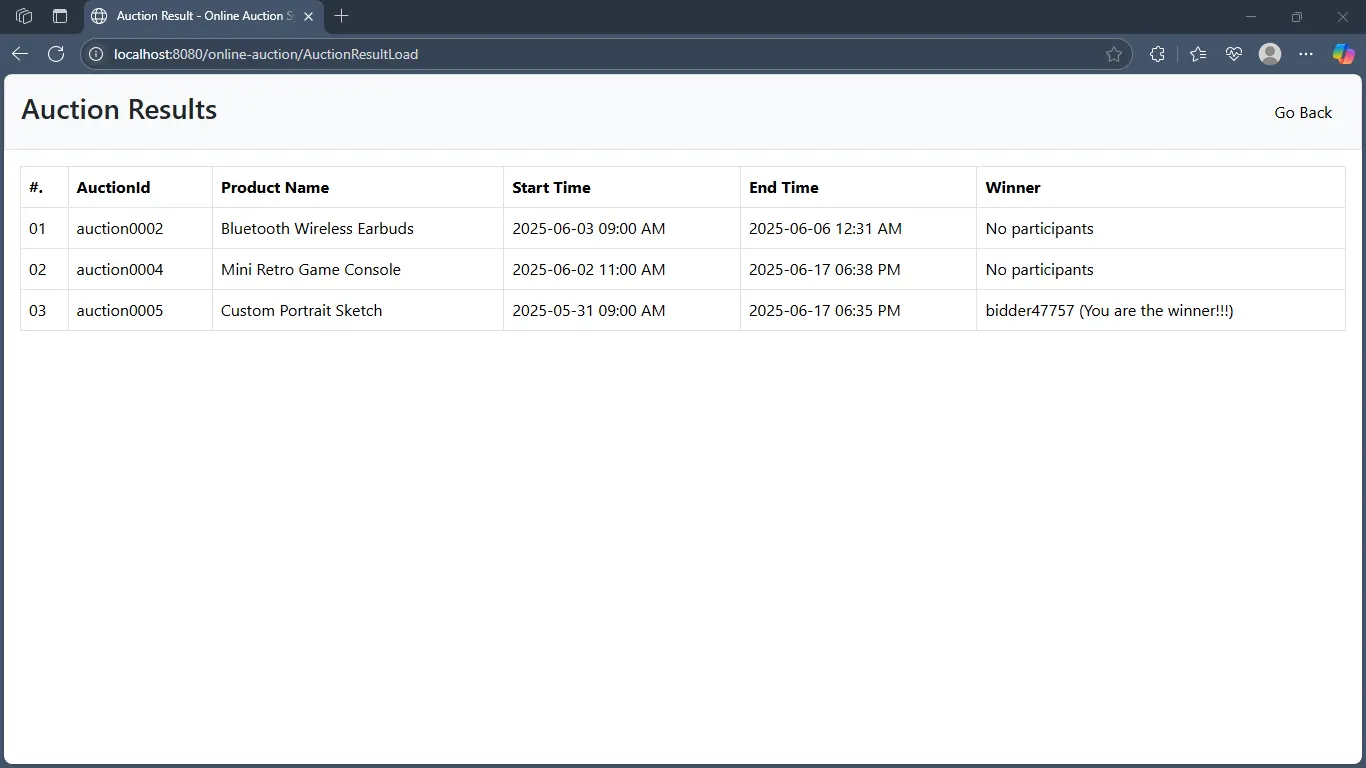 Auction Result - Online Auction S
localhost:8080/online-auction/AuctionResultLoad
Auction Results
Go Back
#. AuctionId Product Name Start Time End Time Winner
01 auction0002 Bluetooth Wireless Earbuds 2025-06-03 09:00 AM 2025-06-06 12:31 AM No participants
02 auction0004 Mini Retro Game Console 2025-06-02 11:00 AM 2025-06-17 06:38 PM No participants
03 auction0005 Custom Portrait Sketch 2025-05-31 09:00 AM 2025-06-17 06:35 PM bidder47757 (You are the winner!!!)